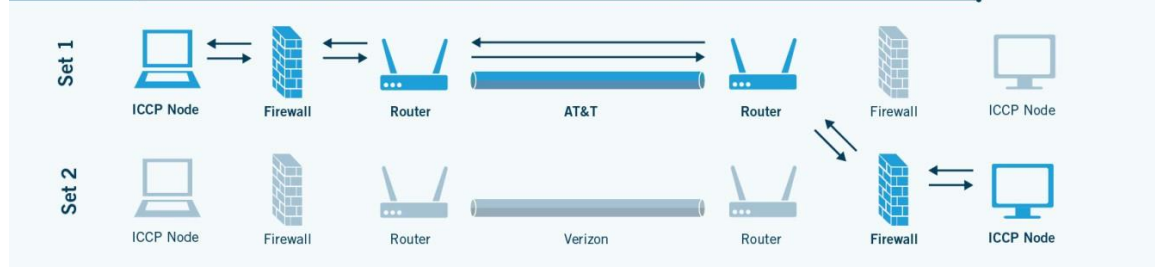 Set 1
ICCP Node Firewall Router AT&T Router Firewall ICCP Node
Set 2
ICCP Node Firewall Router Verizon Router Firewall ICCP Node